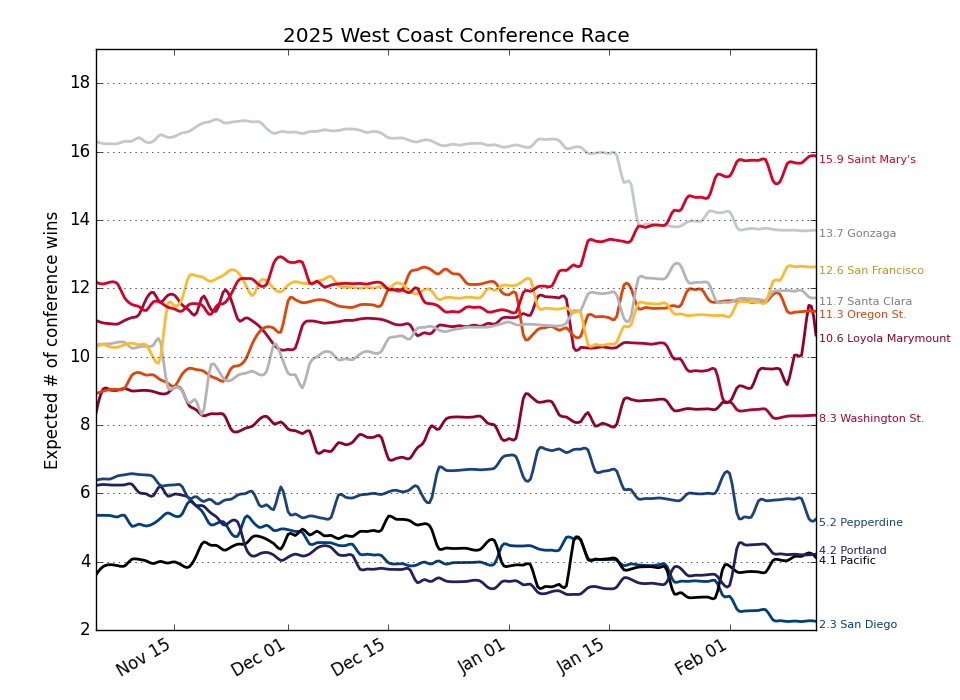 2025 West Coast Conference Race
Expected # of conference wins
18
16
14
12
10
8
6
4
2
Nov 15
Dec 01
Dec 15
Jan 01
Jan 15
Feb 01
15.9 Saint Mary's
13.7 Gonzaga
12.6 San Francisco
11.7 Santa Clara
11.3 Oregon St.
10.6 Loyola Marymount
8.3 Washington St.
5.2 Pepperdine
4.2 Portland
4.1 Pacific
2.3 San Diego